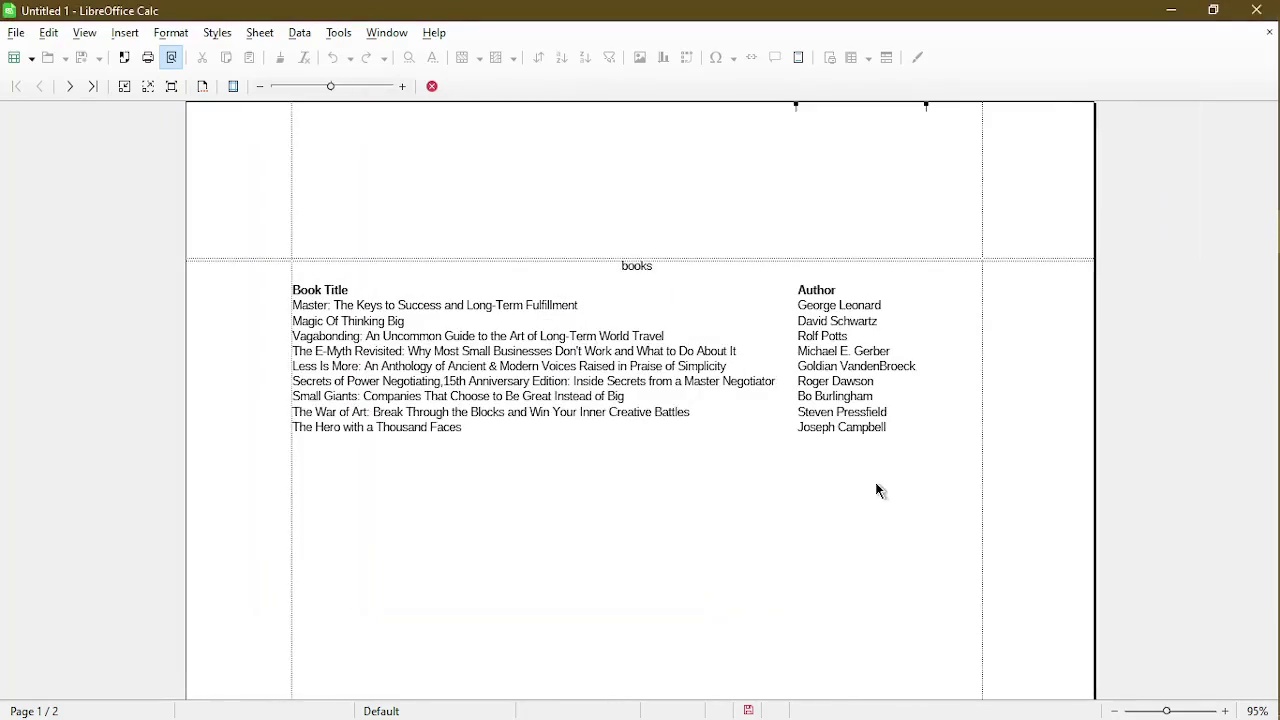 Untitled 1 - LibreOffice Calc
File Edit View Insert Format Styles Sheet Data Tools Window Help
books
Book Title Author
Master: The Keys to Success and Long-Term Fulfillment George Leonard
Magic Of Thinking Big David Schwartz
Vagabonding: An Uncommon Guide to the Art of Long-Term World Travel Rolf Potts
The E-Myth Revisited: Why Most Small Businesses Don't Work and What to Do About It Michael E. Gerber
Less Is More: An Anthology of Ancient & Modern Voices Raised in Praise of Simplicity Goldian VandenBroeck
Secrets of Power Negotiating,15th Anniversary Edition: Inside Secrets from a Master Negotiator Roger Dawson
Small Giants: Companies That Choose to Be Great Instead of Big Bo Burlingham
The War of Art: Break Through the Blocks and Win Your Inner Creative Battles Steven Pressfield
The Hero with a Thousand Faces Joseph Campbell
Page 1 / 2 Default 95%